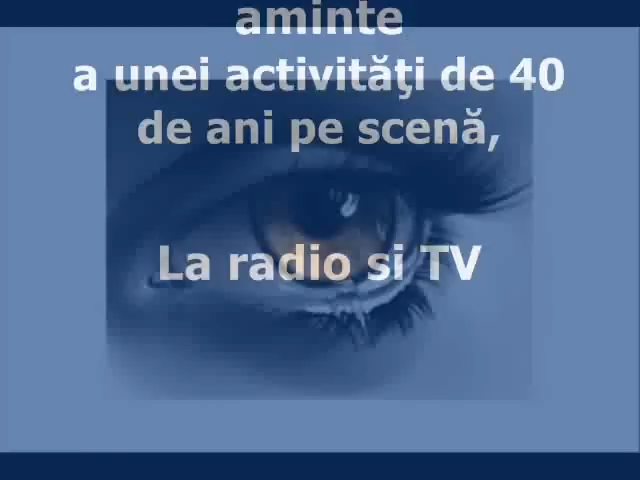 aminte
a unei activităţi de 40
de ani pe scenă,
La radio si TV